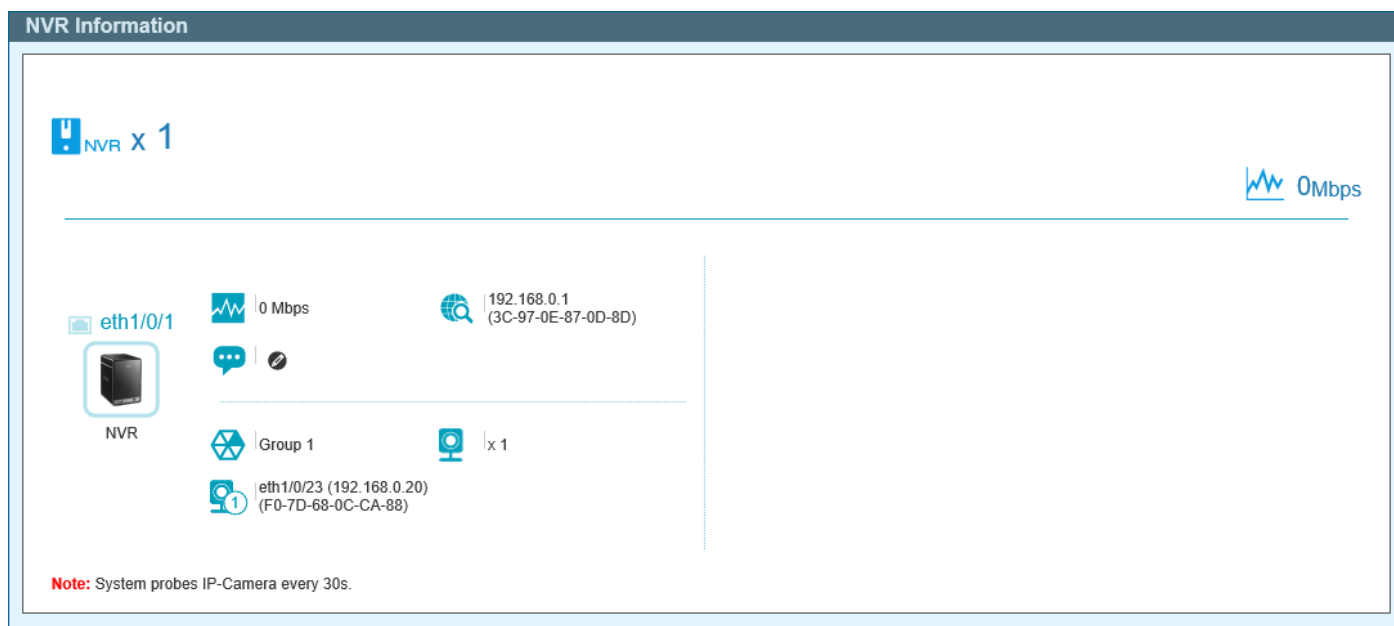 NVR Information
NVR x 1
0Mbps
eth1/0/1
NVR
0 Mbps
192.168.0.1
(3C-97-0E-87-0D-8D)
Group 1
x 1
1
eth1/0/23 (192.168.0.20)
(F0-7D-68-0C-CA-88)
Note: System probes IP-Camera every 30s.